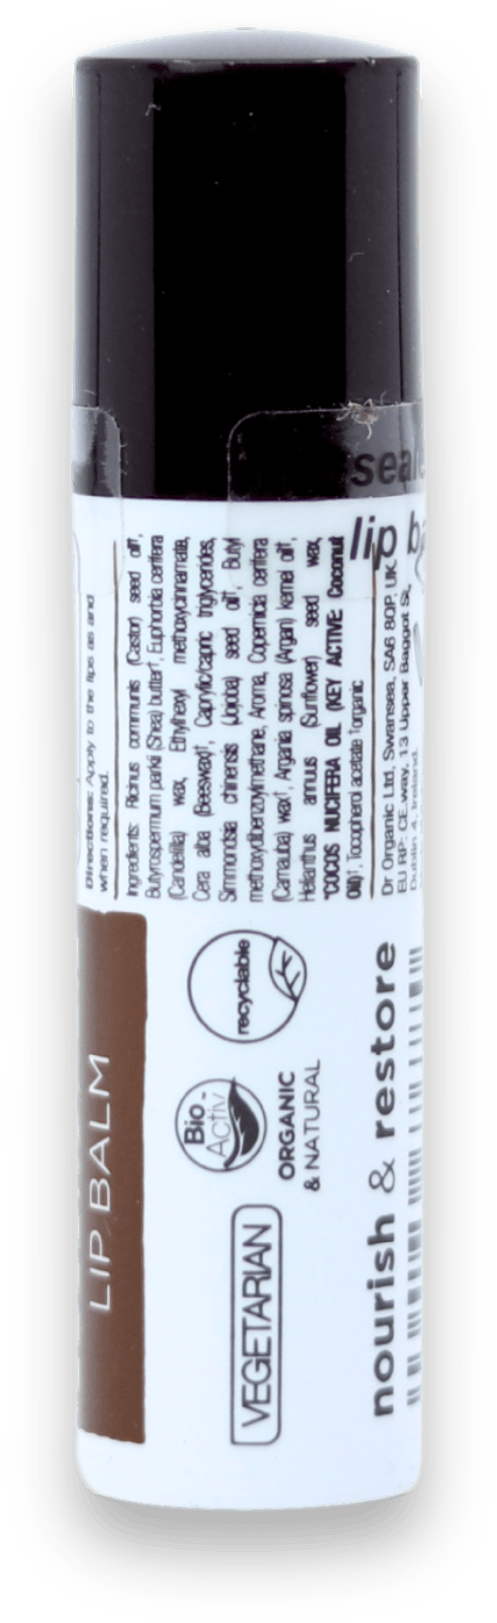 seale
lip b
Directions: Apply to the lips as and
when required.
Ingredients: Ricinus communis (Castor) seed oil†,
Butyrospermum parkii (Shea) butter†, Euphorbia cerifera
(Candelilla) wax, Ethylhexyl methoxycinnamate,
Cera alba (Beeswax)†, Caprylic/capric triglycerides,
Simmondsia chinensis (Jojoba) seed oil†, Butyl
methoxydibenzoylmethane, Aroma, Copernicia cerifera
(Carnauba) wax†, Argania spinosa (Argan) kernel oil†,
Helianthus annuus (Sunflower) seed wax,
*COCOS NUCIFERA OIL (KEY ACTIVE Coconut
Oil)†, Tocopherol acetate †organic
Dr Organic Ltd, Swansea, SA6 8QP, UK
EU RP: CE.way, 13 Upper Baggot St,
Dublin 4, Ireland.
LIP BALM
recyclable
Bio-
Activ
ORGANIC
& NATURAL
VEGETARIAN
nourish & restore